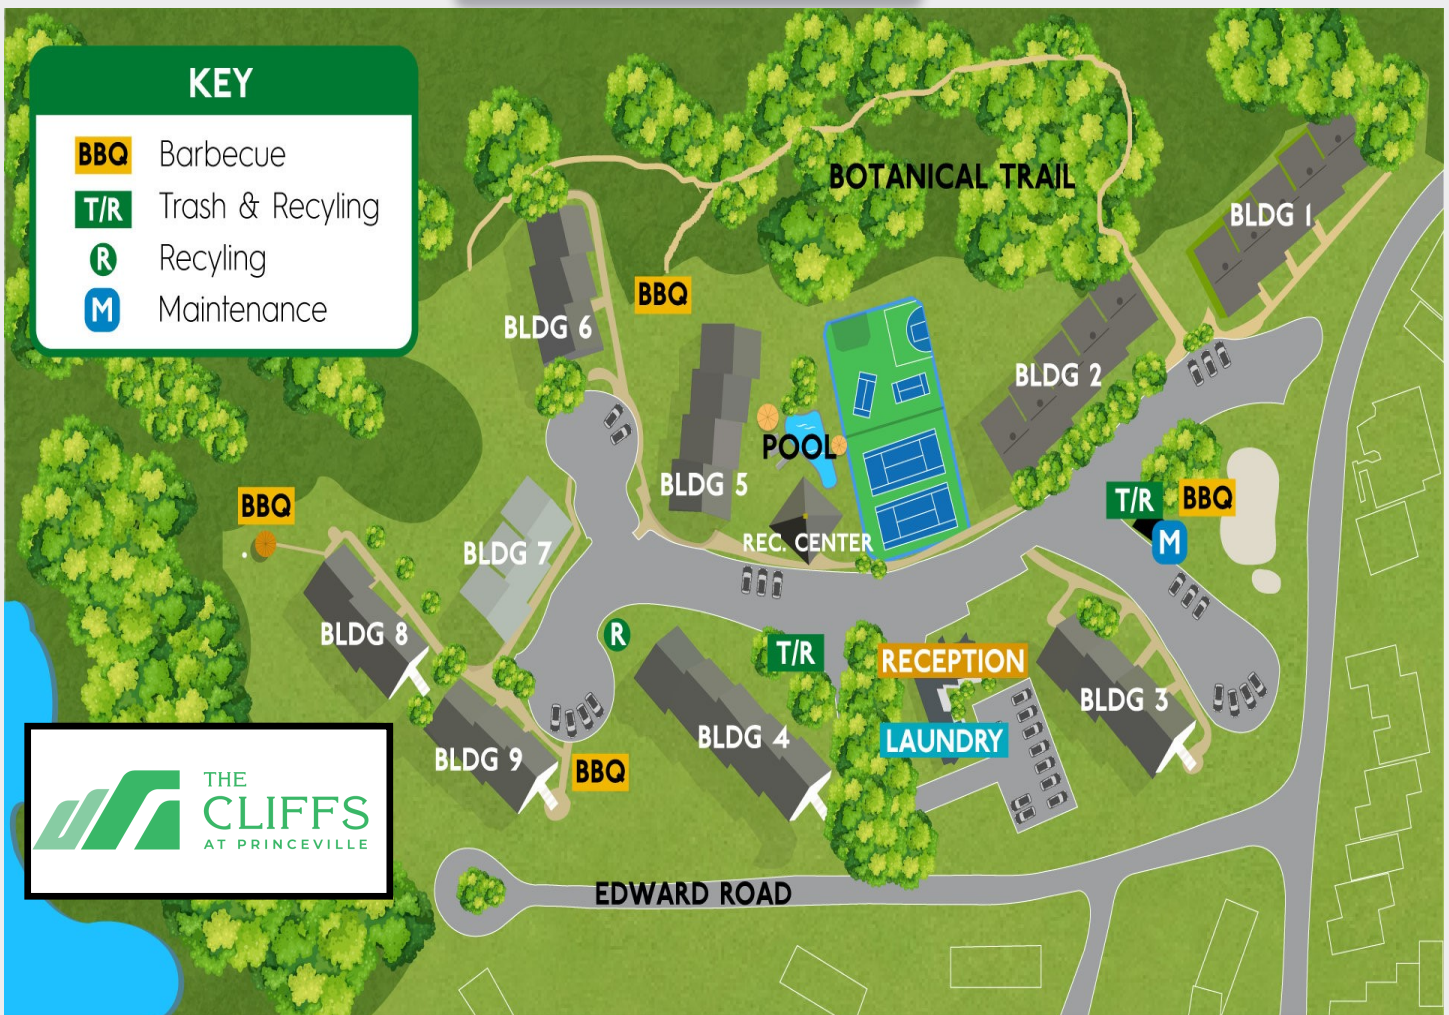 KEY
BBQ Barbecue
T/R Trash & Recyling
R Recyling
M Maintenance
BOTANICAL TRAIL
BLDG 1
BBQ
BLDG 6
BLDG 2
POOL
BLDG 5
BBQ
T/R BBQ
REC. CENTER
M
BLDG 7
BLDG 8
R
T/R
RECEPTION
BLDG 3
BLDG 4
LAUNDRY
BLDG 9
BBQ
THE
CLIFFS
AT PRINCEVILLE
EDWARD ROAD